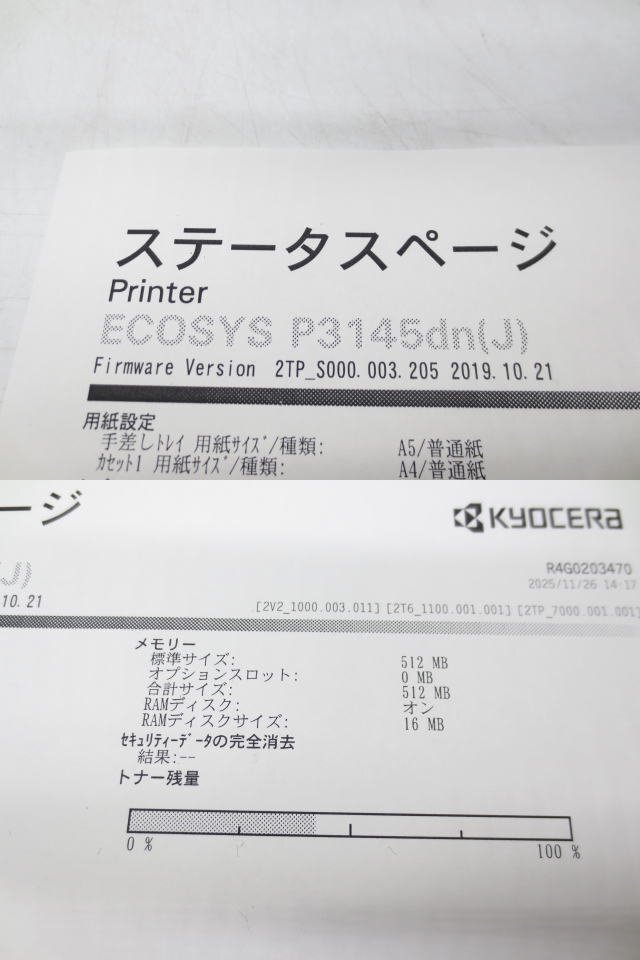 ステータスページ
Printer
ECOSYS P3145dn(J)
Firmware Version 2TP_S000.003.205 2019.10.21
用紙設定
手差しトレイ 用紙サイズ/種類: A5/普通紙
カセット1 用紙サイズ/種類: A4/普通紙
ージ
KYOCERA
J)
R4G0203470
2025/11/26 14:17
10.21
[2V2_1000.003.011] [2T6_1100.001.001] [2TP_7000.001.001]
メモリー
標準サイズ: 512 MB
オプションスロット: 0 MB
合計サイズ: 512 MB
RAMディスク: オン
RAMディスクサイズ: 16 MB
セキュリティーデータの完全消去
結果:--
トナー残量
0 % 100 %